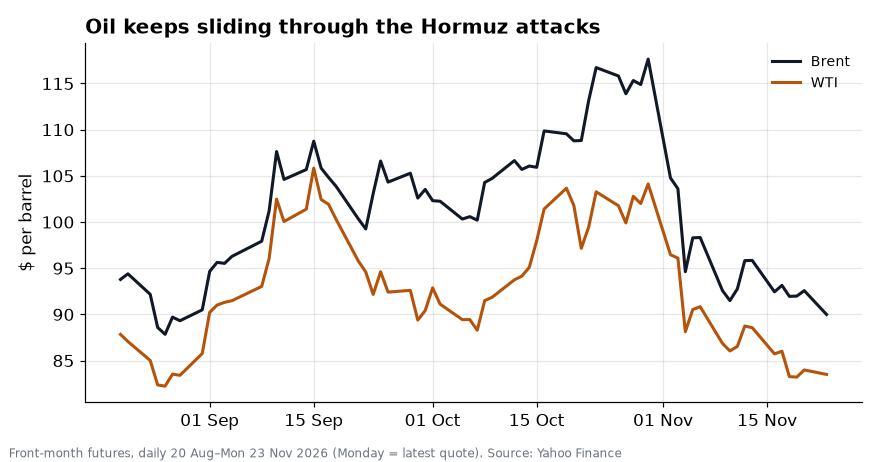 Oil keeps sliding through the Hormuz attacks
Brent
WTI
$ per barrel
115
110
105
100
95
90
85
01 Sep
15 Sep
01 Oct
15 Oct
01 Nov
15 Nov
Front-month futures, daily 20 Aug–Mon 23 Nov 2026 (Monday = latest quote). Source: Yahoo Finance